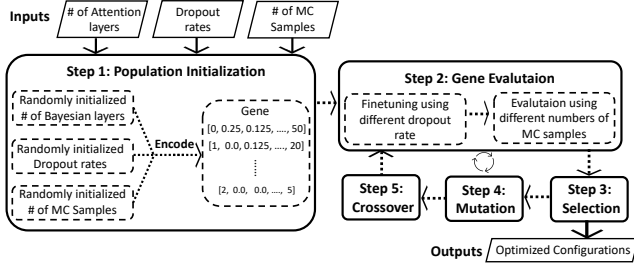 Inputs
# of Attention
layers
Dropout
rates
# of MC
Samples
Step 1: Population Initialization
Randomly initialized
# of Bayesian layers
Randomly initialized
Dropout rates
Randomly initialized
# of MC Samples
Encode
Gene
[0, 0.25, 0.125, ...., 50]
[1, 0.0, 0.125, ...., 20]
......
[2, 0.0, 0.0, ...., 5]
Step 2: Gene Evalutaion
Finetuning using
different dropout
rate
Evalutaion using
different numbers of
MC samples
Step 5:
Crossover
Step 4:
Mutation
Step 3:
Selection
Outputs
Optimized Configurations